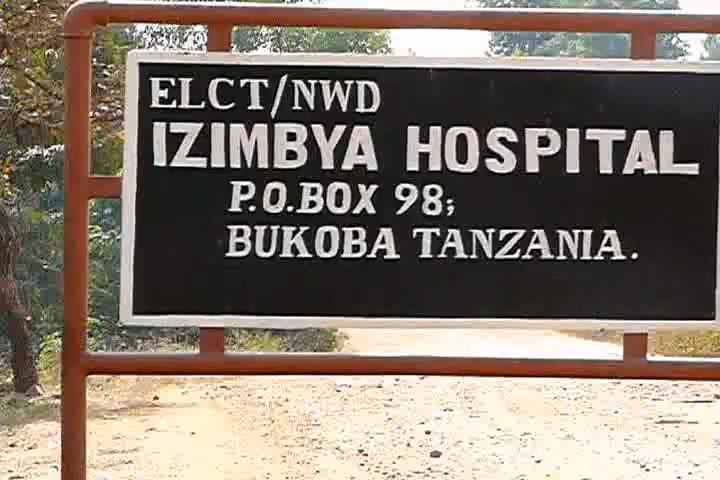 ELCT/NWD
IZIMBYA HOSPITAL
P.O.BOX 98;
BUKOBA TANZANIA.